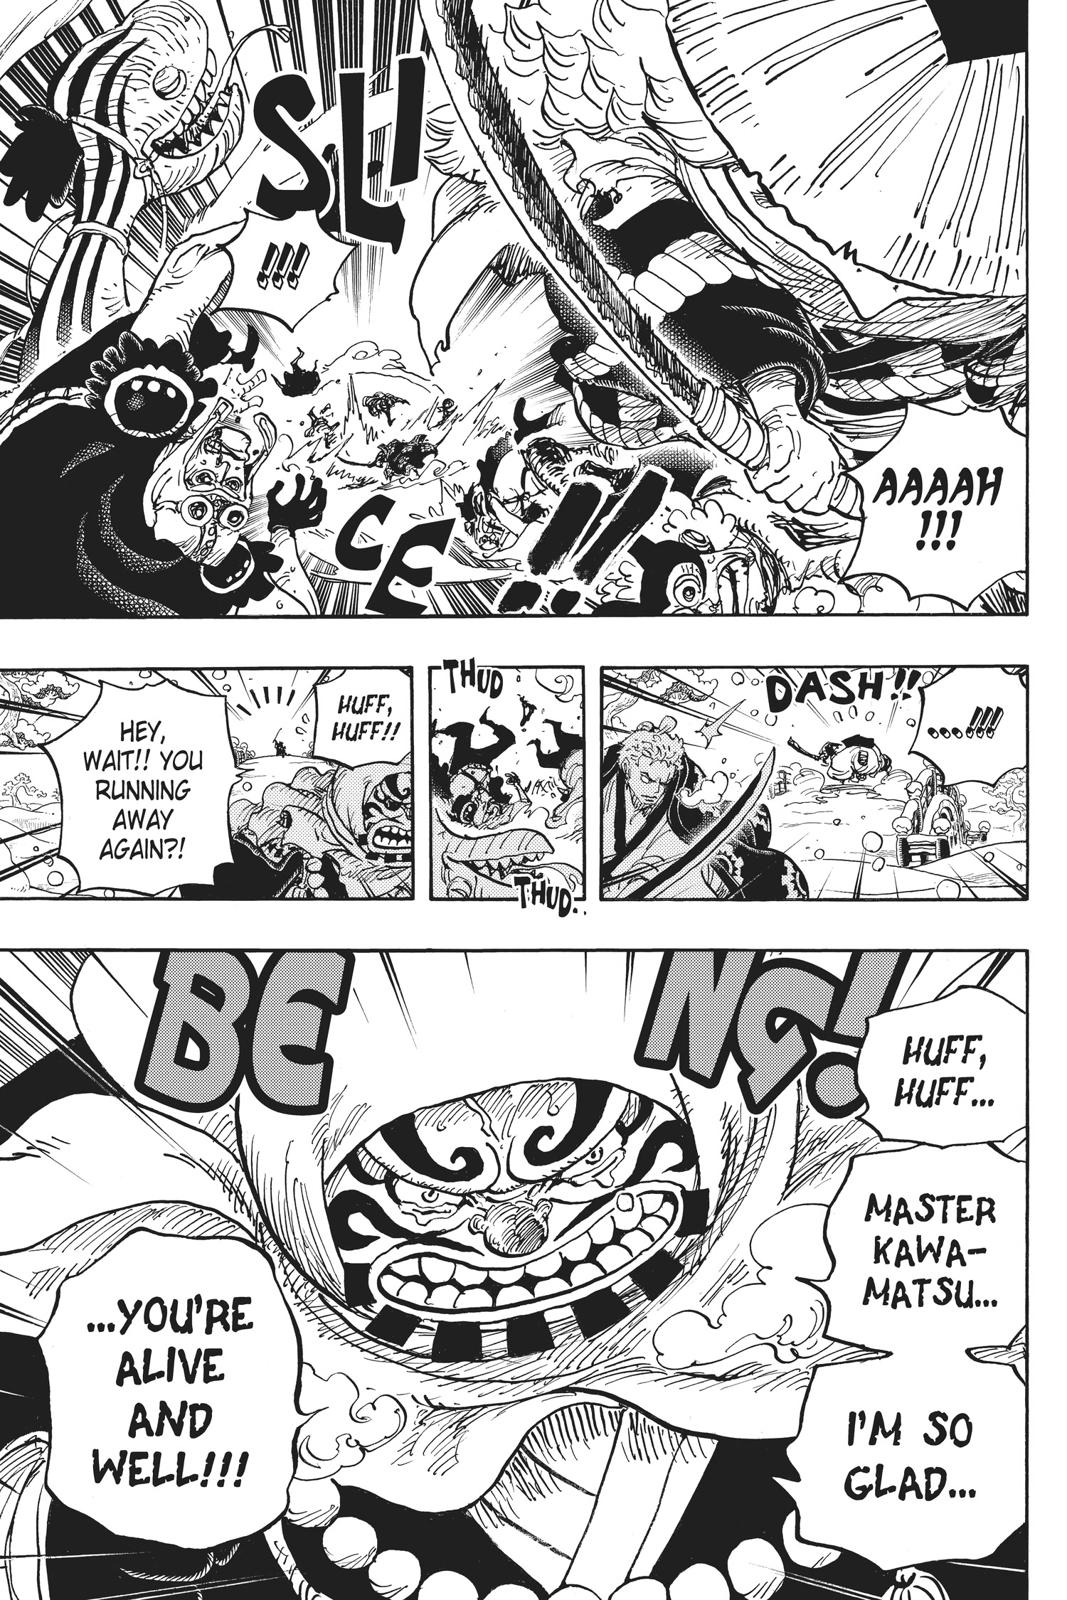 SLI
!!!
CE
!!
AAAAH
!!!
DASH!!
...!!!
THUD
THUD..
HUFF,
HUFF!!
HEY,
WAIT!! YOU
RUNNING
AWAY
AGAIN?!
BE
NG!
HUFF,
HUFF...
MASTER
KAWA-
MATSU...
I'M SO
GLAD...
...YOU'RE
ALIVE
AND
WELL!!!